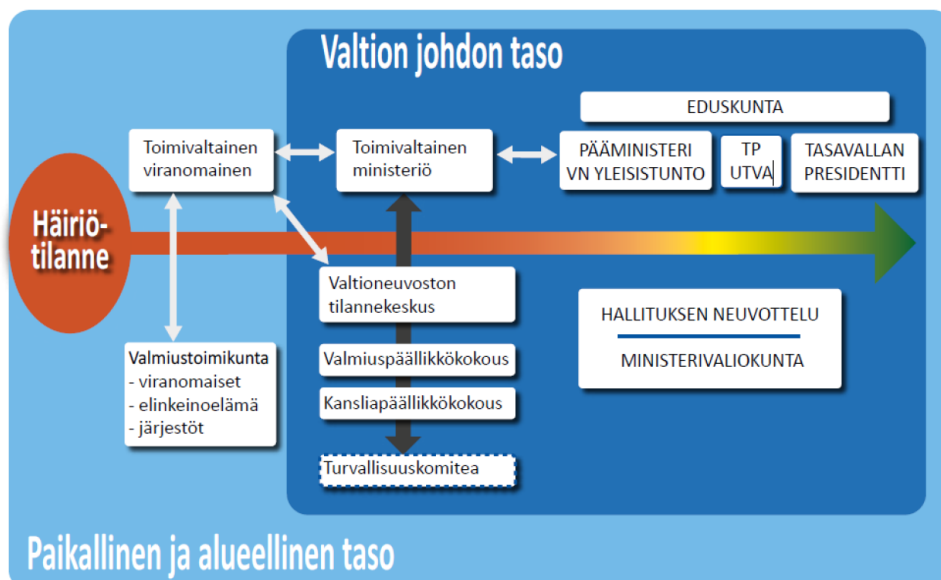 Valtion johdon taso
EDUSKUNTA
Toimivaltainen
viranomainen
Toimivaltainen
ministeriö
PÄÄMINISTERI
VN YLEISISTUNTO
TP
UTVA
TASAVALLAN
PRESIDENTTI
Häiriö-
tilanne
Valtioneuvoston
tilannekeskus
HALLITUKSEN NEUVOTTELU
MINISTERIVALIOKUNTA
Valmiustoimikunta
- viranomaiset
- elinkeinoelämä
- järjestöt
Valmiuspäällikkökokous
Kansliapäällikkökokous
Turvallisuuskomitea
Paikallinen ja alueellinen taso